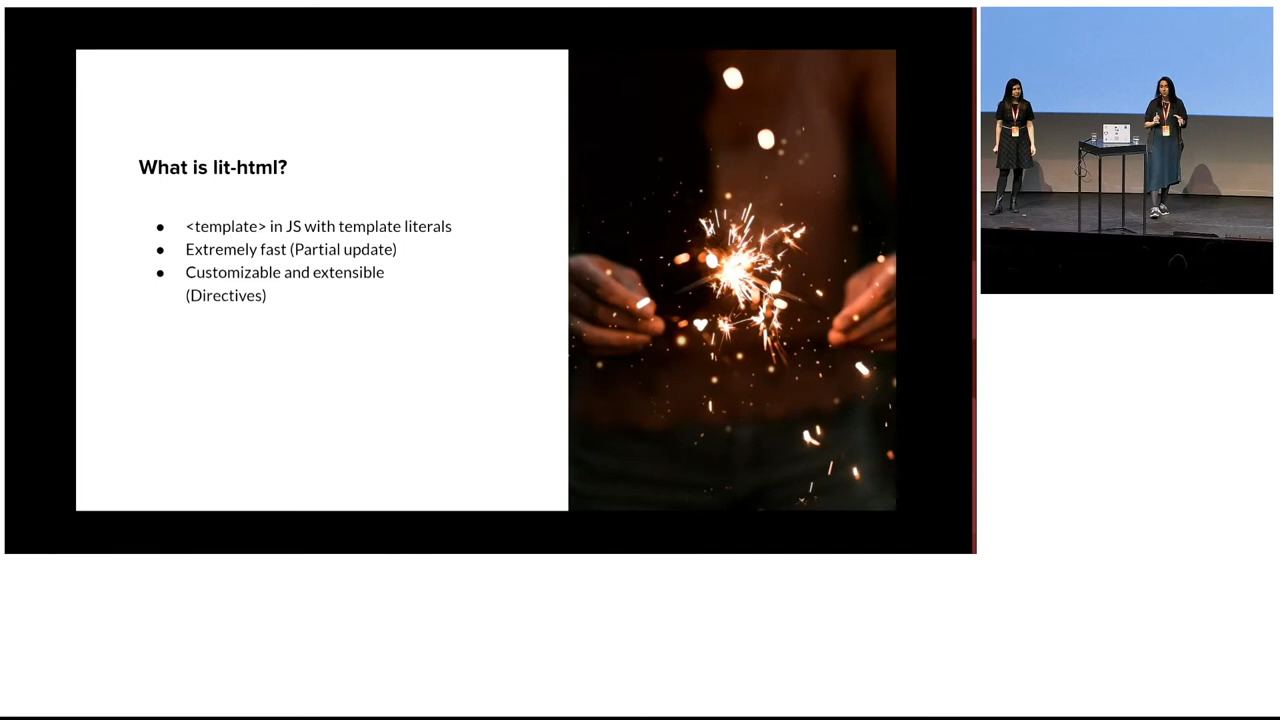 What is lit-html?
● <template> in JS with template literals
● Extremely fast (Partial update)
● Customizable and extensible
(Directives)